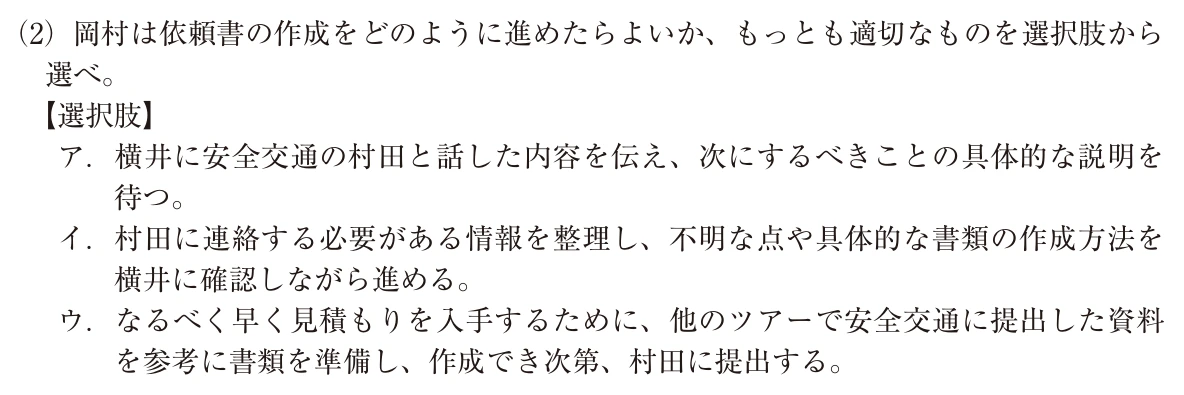 (2) 岡村は依頼書の作成をどのように進めたらよいか、もっとも適切なものを選択肢から
選べ。
【選択肢】
ア．横井に安全交通の村田と話した内容を伝え、次にするべきことの具体的な説明を
待つ。
イ．村田に連絡する必要がある情報を整理し、不明な点や具体的な書類の作成方法を
横井に確認しながら進める。
ウ．なるべく早く見積もりを入手するために、他のツアーで安全交通に提出した資料
を参考に書類を準備し、作成でき次第、村田に提出する。